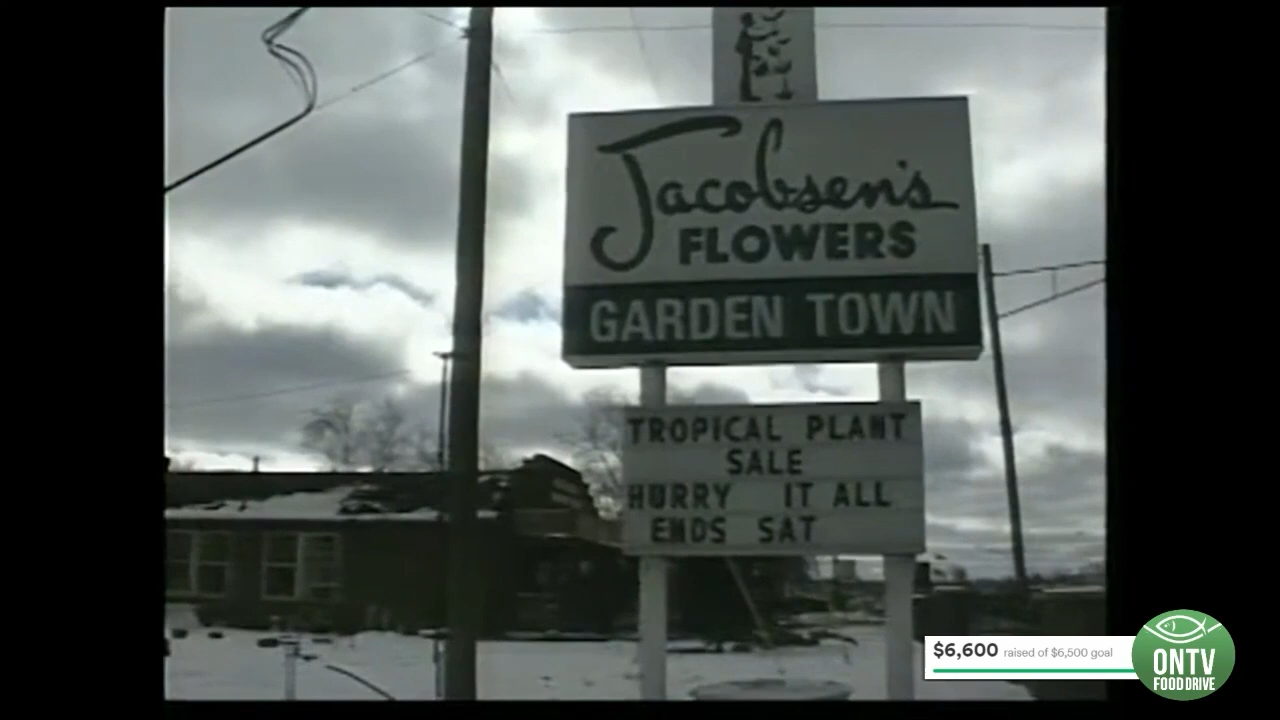 Jacobsen's
FLOWERS
GARDEN TOWN
TROPICAL PLANT
SALE
HURRY IT ALL
ENDS SAT
$6,600 raised of $6,500 goal
ONTV
FOOD DRIVE